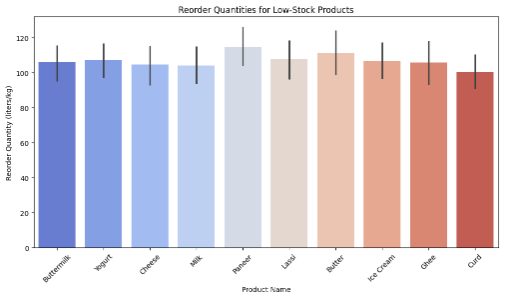 Reorder Quantities for Low-Stock Products
Reorder Quantity (liters/kg)
120
100
80
60
40
20
0
Buttermilk
Yogurt
Cheese
Milk
Paneer
Lassi
Butter
Ice Cream
Ghee
Curd
Product Name